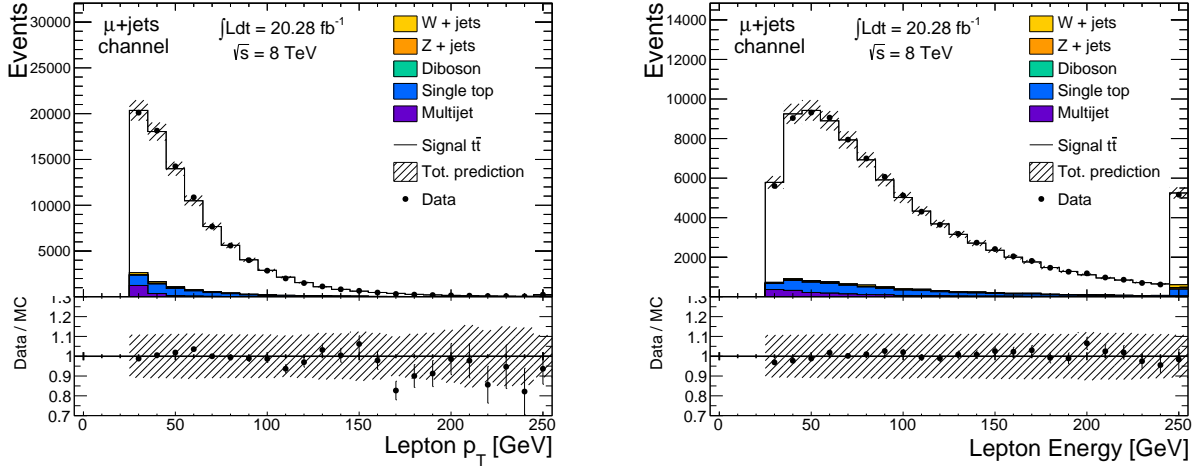 Events
30000
25000
20000
15000
10000
5000
μ+jets
channel
∫Ldt = 20.28 fb⁻¹
√s = 8 TeV
W + jets
Z + jets
Diboson
Single top
Multijet
Signal tt̄
Tot. prediction
Data
Data / MC
1.3
1.2
1.1
1
0.9
0.8
0.7
0 50 100 150 200 250
Lepton p_T [GeV]
Events
14000
12000
10000
8000
6000
4000
2000
μ+jets
channel
∫Ldt = 20.28 fb⁻¹
√s = 8 TeV
W + jets
Z + jets
Diboson
Single top
Multijet
Signal tt̄
Tot. prediction
Data
Data / MC
1.3
1.2
1.1
1
0.9
0.8
0.7
0 50 100 150 200 250
Lepton Energy [GeV]